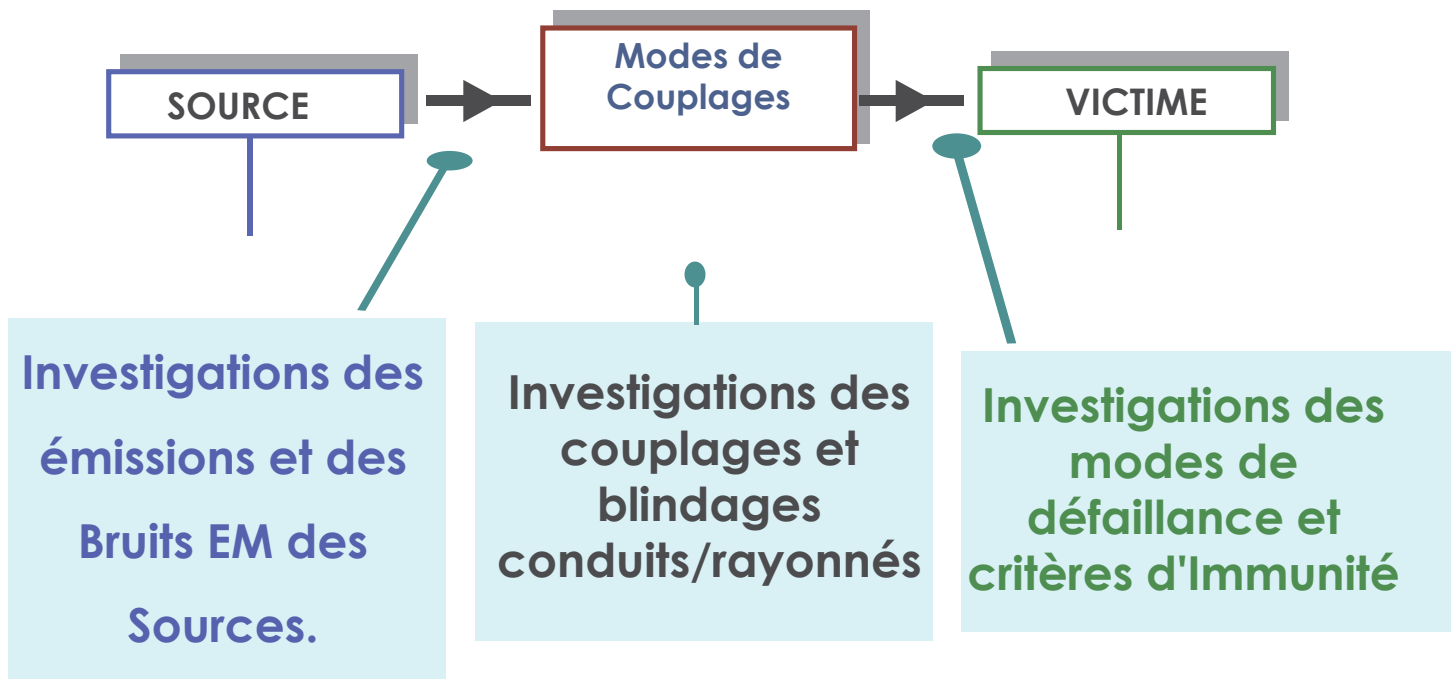 SOURCE
Modes de
Couplages
VICTIME
Investigations des
émissions et des
Bruits EM des
Sources.
Investigations des
couplages et
blindages
conduits/rayonnés
Investigations des
modes de
défaillance et
critères d'Immunité